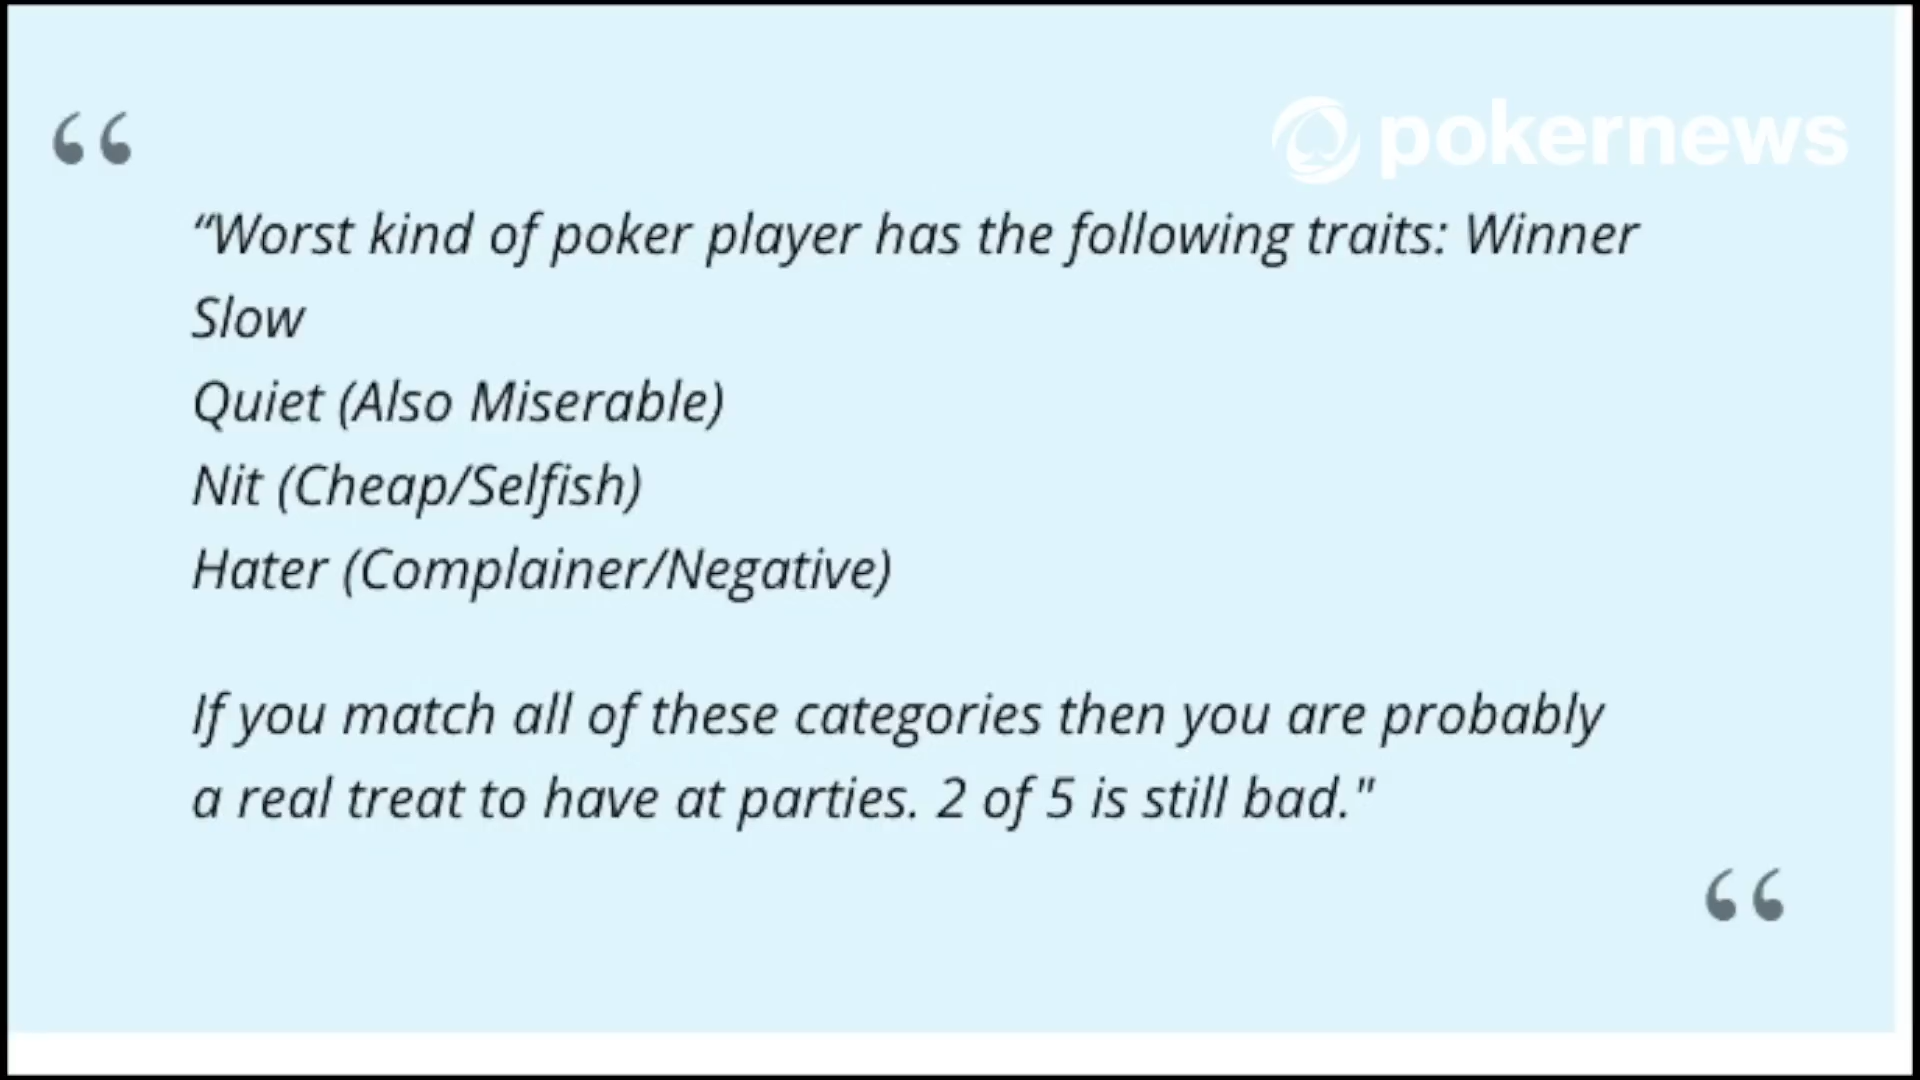 pokernews
“Worst kind of poker player has the following traits: Winner
Slow
Quiet (Also Miserable)
Nit (Cheap/Selfish)
Hater (Complainer/Negative)
If you match all of these categories then you are probably
a real treat to have at parties. 2 of 5 is still bad."